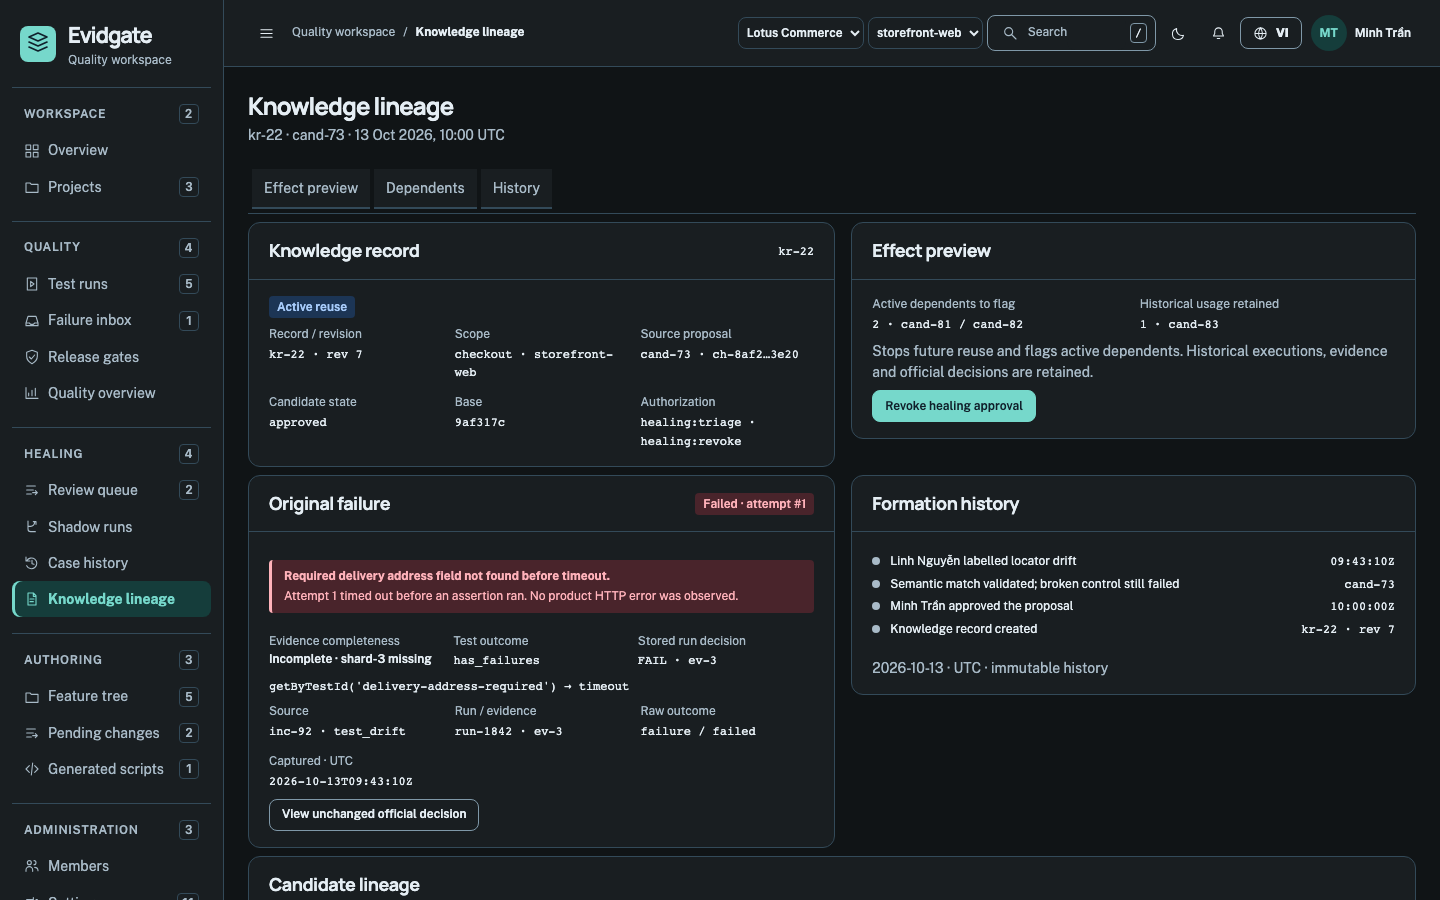 Evidgate
Quality workspace
WORKSPACE 2
Overview
Projects 3
QUALITY 4
Test runs 5
Failure inbox 1
Release gates
Quality overview
HEALING 4
Review queue 2
Shadow runs
Case history
Knowledge lineage
AUTHORING 3
Feature tree 5
Pending changes 2
Generated scripts 1
ADMINISTRATION 3
Members
Quality workspace / Knowledge lineage
Lotus Commerce
storefront-web
Search /
VI
MT Minh Trần
Knowledge lineage
kr-22 · cand-73 · 13 Oct 2026, 10:00 UTC
Effect preview
Dependents
History
Knowledge record kr-22
Active reuse
Record / revision
kr-22 · rev 7
Scope
checkout · storefront-
web
Source proposal
cand-73 · ch-8af2…3e20
Candidate state
approved
Base
9af317c
Authorization
healing:triage ·
healing:revoke
Effect preview
Active dependents to flag
2 · cand-81 / cand-82
Historical usage retained
1 · cand-83
Stops future reuse and flags active dependents. Historical executions, evidence
and official decisions are retained.
Revoke healing approval
Original failure Failed · attempt #1
Required delivery address field not found before timeout.
Attempt 1 timed out before an assertion ran. No product HTTP error was observed.
Evidence completeness
Incomplete · shard-3 missing
Test outcome
has_failures
Stored run decision
FAIL · ev-3
getByTestId('delivery-address-required') → timeout
Source
inc-92 · test_drift
Run / evidence
run-1842 · ev-3
Raw outcome
failure / failed
Captured · UTC
2026-10-13T09:43:10Z
View unchanged official decision
Formation history
Linh Nguyễn labelled locator drift 09:43:10Z
Semantic match validated; broken control still failed cand-73
Minh Trần approved the proposal 10:00:00Z
Knowledge record created kr-22 · rev 7
2026-10-13 · UTC · immutable history
Candidate lineage